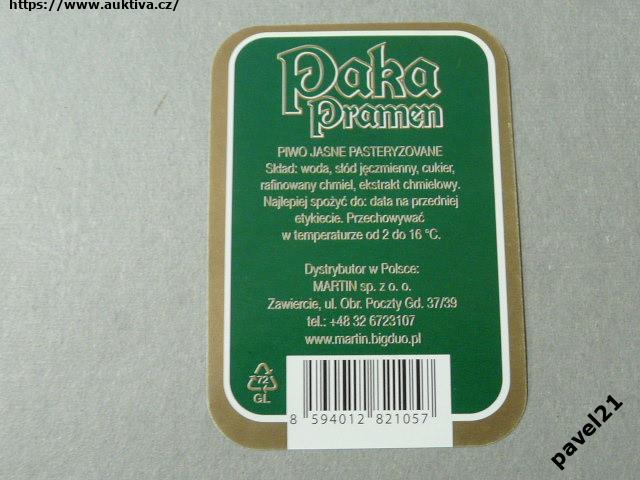 https://www.auktiva.cz/
Paka
Pramen
PIWO JASNE PASTERYZOVANE
Skład: woda, słód jęczmienny, cukier,
rafinowany chmiel, ekstrakt chmielowy.
Najlepiej spożyć do: data na przedniej
etykiecie. Przechowywać
w temperaturze od 2 do 16 °C.
Dystrybutor w Polsce:
MARTIN sp. z o. o.
Zawiercie, ul. Obr. Poczty Gd. 37/39
tel.: +48 32 6723107
www.martin.bigduo.pl
72
GL
8 594012 821057
pavel21